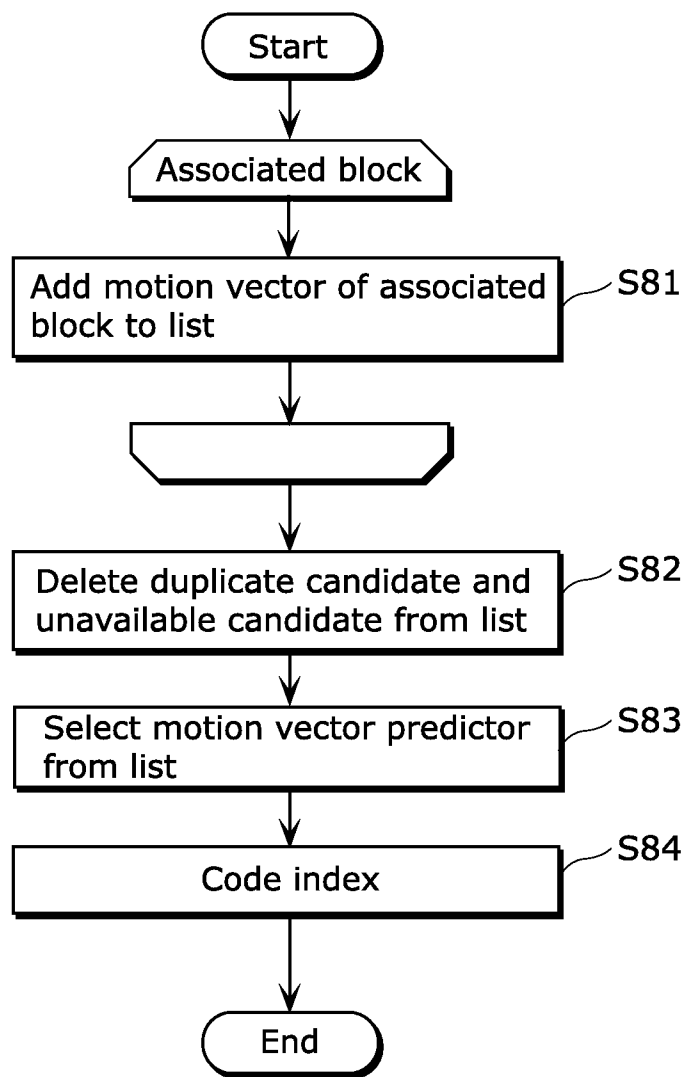 Start
Associated block
Add motion vector of associated
block to list
S81
Delete duplicate candidate and
unavailable candidate from list
S82
Select motion vector predictor
from list
S83
Code index
S84
End